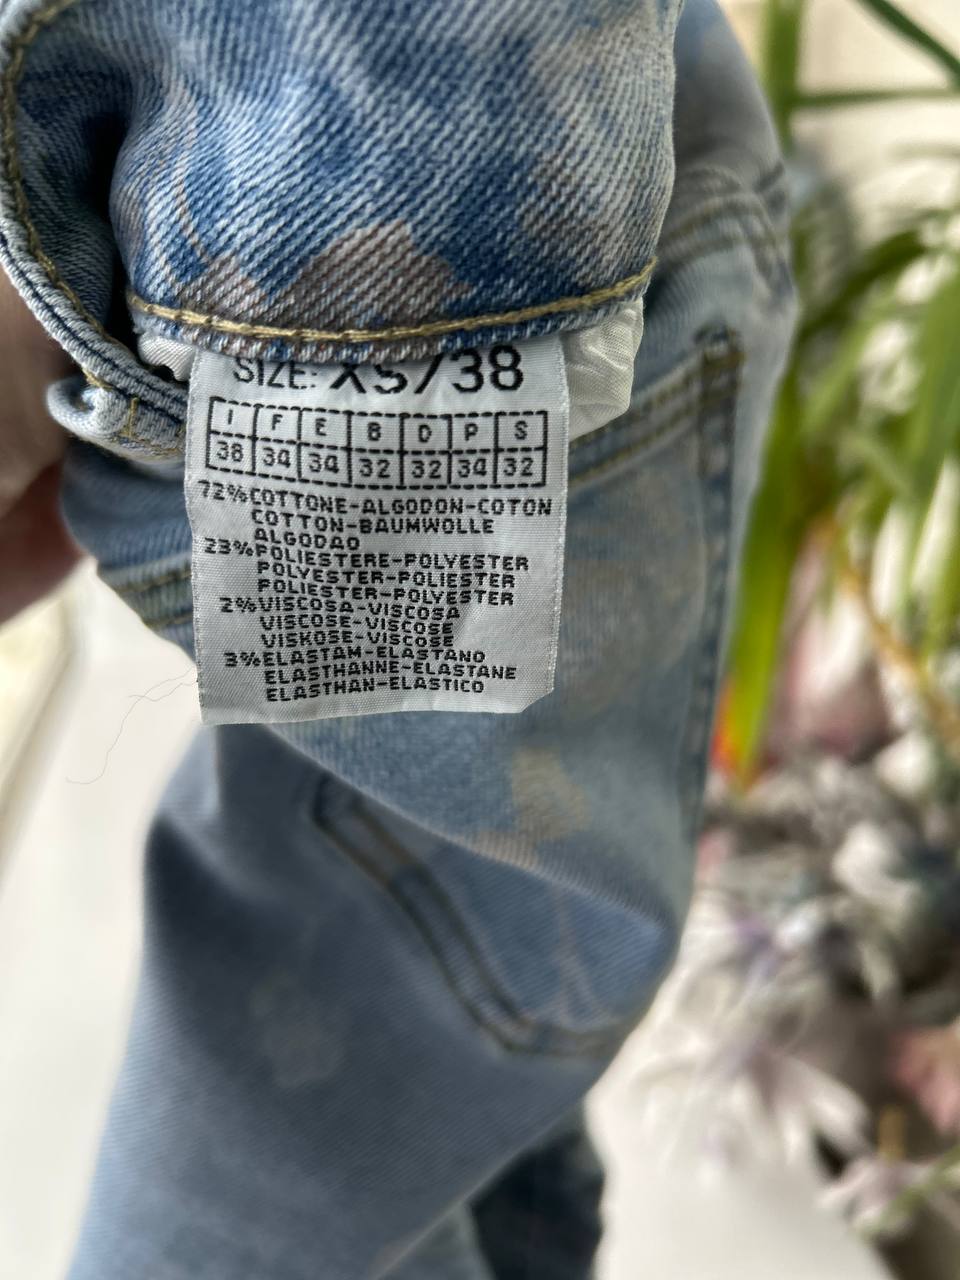 SIZE: XS/38
I F E B D P S
38 34 34 32 32 34 32
72% COTTONE-ALGODON-COTON
COTTON-BAUMWOLLE
ALGODAO
23% POLIESTERE-POLYESTER
POLYESTER-POLIESTER
POLIESTER-POLYESTER
2% VISCOSA-VISCOSA
VISCOSE-VISCOSE
VISKOSE-VISCOSE
3% ELASTAM-ELASTANO
ELASTHANNE-ELASTANE
ELASTHAN-ELASTICO